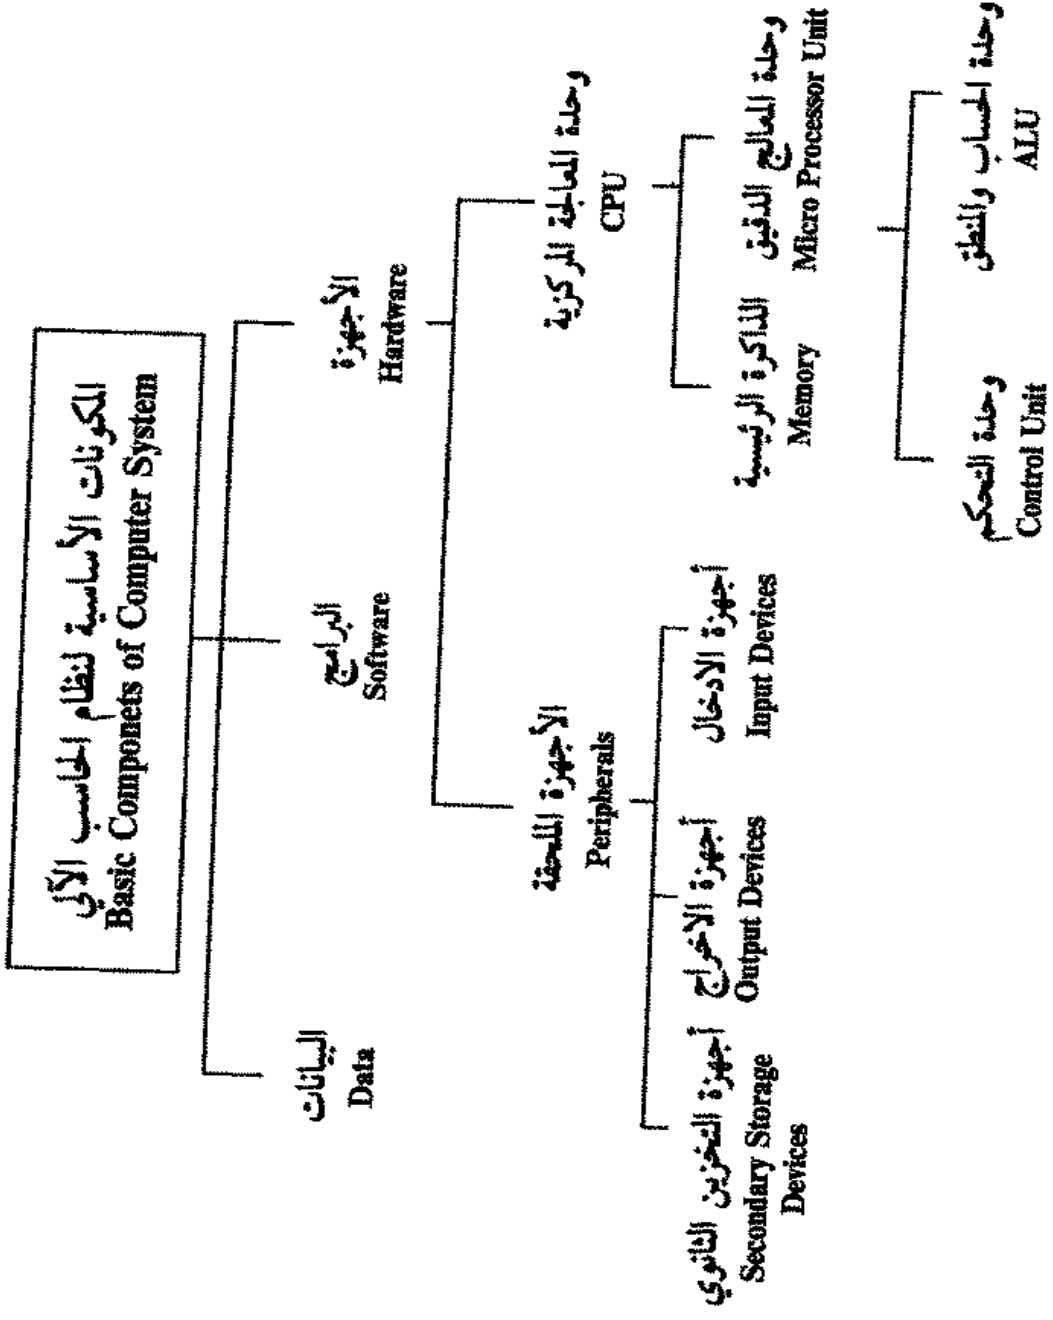 المكونات الأساسية لنظام الحاسب الآلي
Basic Componets of Computer System
الأجهزة
Hardware
البرامج
Software
البيانات
Data
وحدة المعالجة المركزية
CPU
الأجهزة الملحقة
Peripherals
وحدة المعالج الدقيق
Micro Processor Unit
الذاكرة الرئيسية
Memory
أجهزة الادخال
Input Devices
أجهزة الاخراج
Output Devices
أجهزة التخزين الثانوي
Secondary Storage
Devices
وحدة الحساب والمنطق
ALU
وحدة التحكم
Control Unit